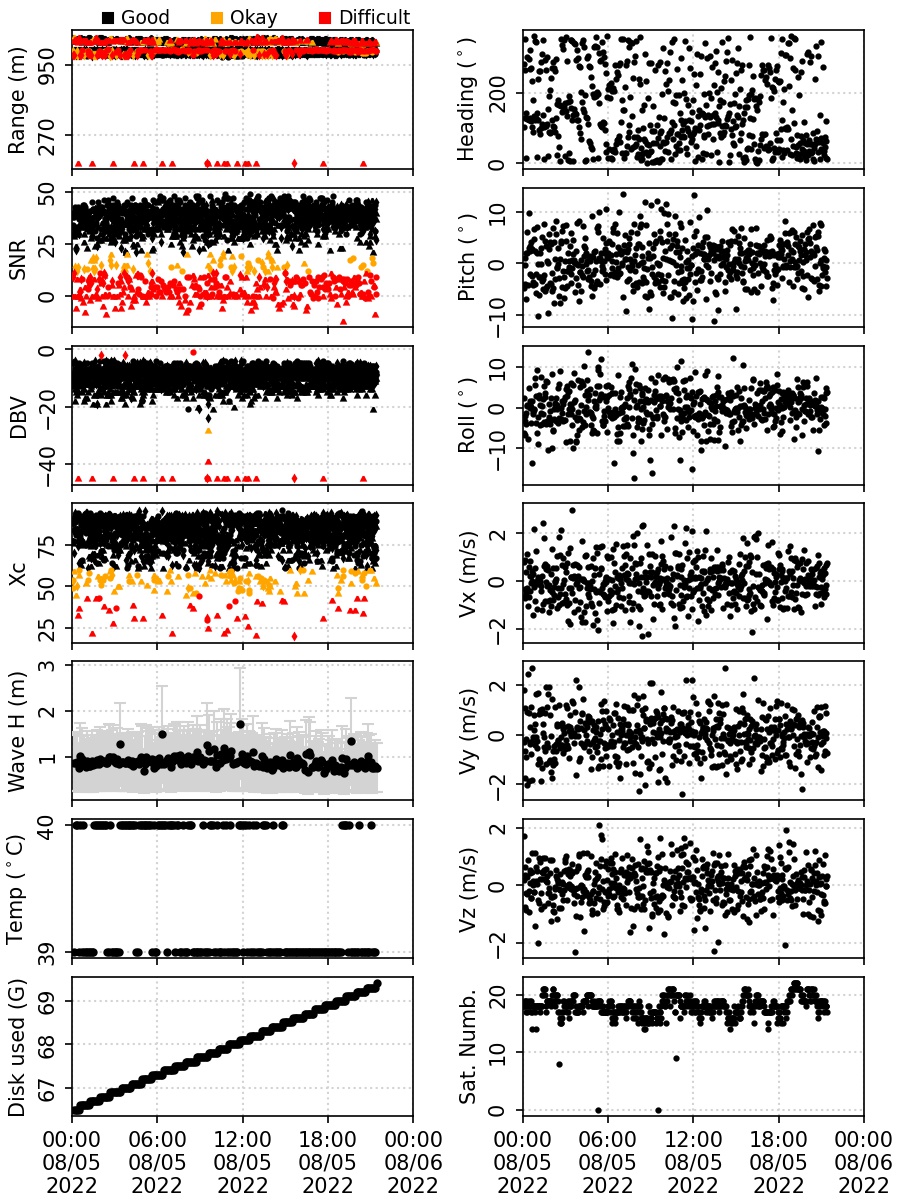 Good Okay Difficult
Range (m)
950
270
Heading (°)
200
0
SNR
50
25
0
Pitch (°)
10
0
−10
DBV
0
−20
−40
Roll (°)
10
0
−10
Xc
75
50
25
Vx (m/s)
2
0
−2
Wave H (m)
3
2
1
Vy (m/s)
2
0
−2
Temp (°C)
40
39
Vz (m/s)
2
0
−2
Disk used (G)
69
68
67
Sat. Numb.
20
10
0
00:00 06:00 12:00 18:00 00:00
08/05 08/05 08/05 08/05 08/06
2022 2022 2022 2022 2022
00:00 06:00 12:00 18:00 00:00
08/05 08/05 08/05 08/05 08/06
2022 2022 2022 2022 2022